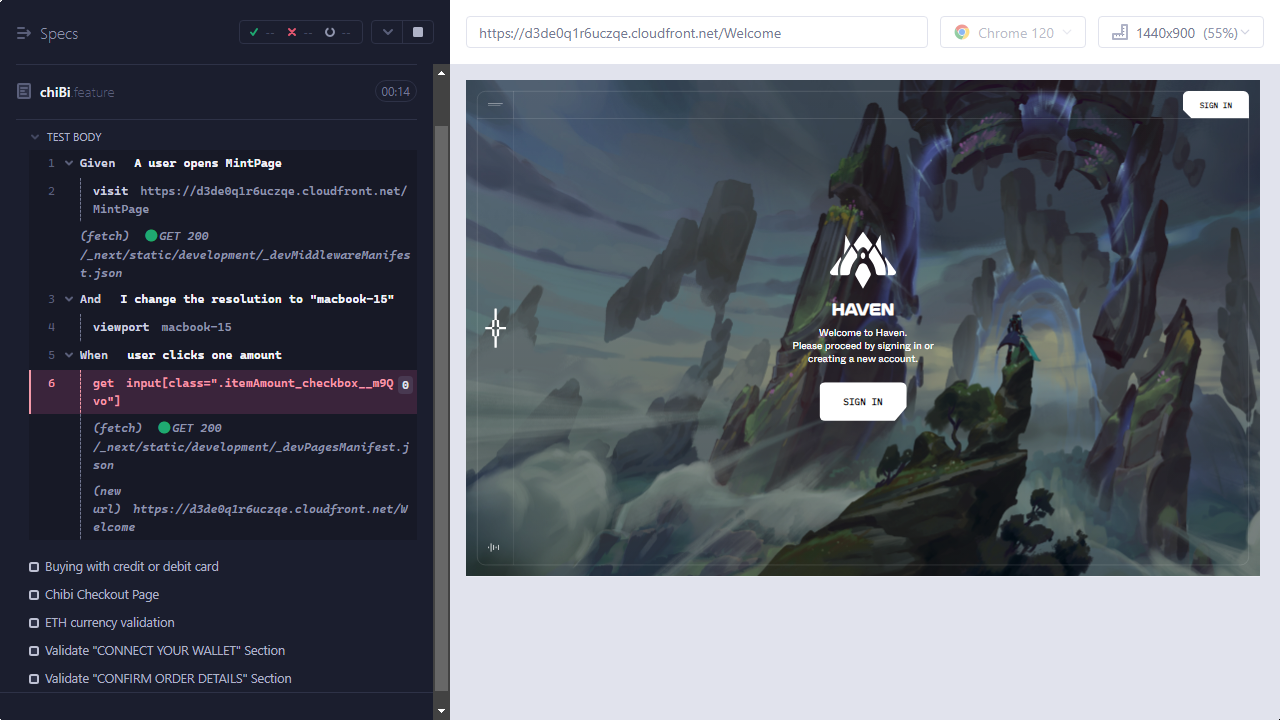 Specs
-- -- --
chiBi.feature
00:14
TEST BODY
1 Given A user opens MintPage
2 visit https://d3de0q1r6uczqe.cloudfront.net/
MintPage
(fetch) GET 200
/_next/static/development/_devMiddlewareManifes
t.json
3 And I change the resolution to "macbook-15"
4 viewport macbook-15
5 When user clicks one amount
6 get input[class=".itemAmount_checkbox__m9Q
vo"]
0
(fetch) GET 200
/_next/static/development/_devPagesManifest.j
son
(new
url) https://d3de0q1r6uczqe.cloudfront.net/W
elcome
Buying with credit or debit card
Chibi Checkout Page
ETH currency validation
Validate "CONNECT YOUR WALLET" Section
Validate "CONFIRM ORDER DETAILS" Section
https://d3de0q1r6uczqe.cloudfront.net/Welcome
Chrome 120
1440x900 (55%)
SIGN IN
HAVEN
Welcome to Haven.
Please proceed by signing in or
creating a new account.
SIGN IN